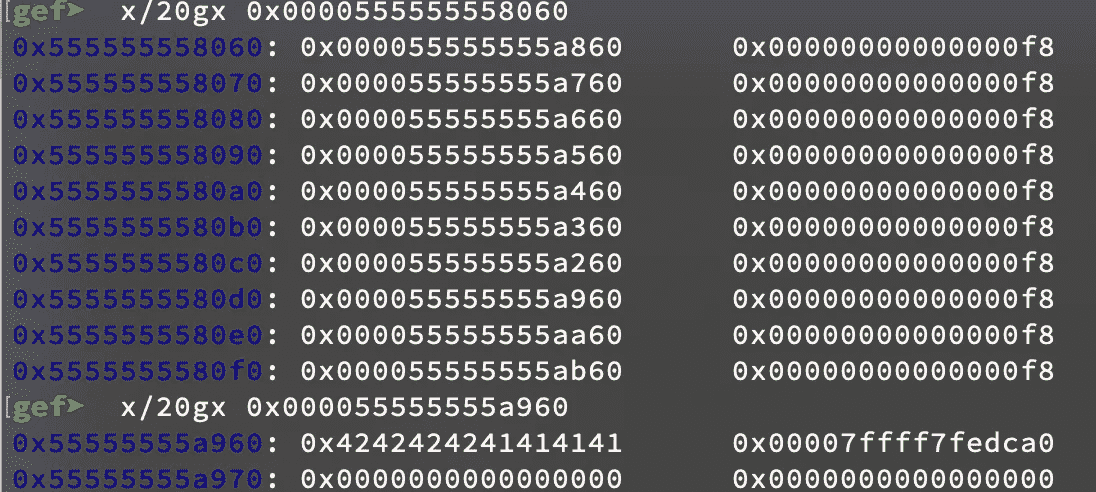 [gef➤  x/20gx 0x0000555555558060
0x555555558060: 0x000055555555a860 0x00000000000000f8
0x555555558070: 0x000055555555a760 0x00000000000000f8
0x555555558080: 0x000055555555a660 0x00000000000000f8
0x555555558090: 0x000055555555a560 0x00000000000000f8
0x5555555580a0: 0x000055555555a460 0x00000000000000f8
0x5555555580b0: 0x000055555555a360 0x00000000000000f8
0x5555555580c0: 0x000055555555a260 0x00000000000000f8
0x5555555580d0: 0x000055555555a960 0x00000000000000f8
0x5555555580e0: 0x000055555555aa60 0x00000000000000f8
0x5555555580f0: 0x000055555555ab60 0x00000000000000f8
[gef➤  x/20gx 0x000055555555a960
0x55555555a960: 0x4242424241414141 0x00007ffff7fedca0
0x55555555a970: 0x0000000000000000 0x0000000000000000